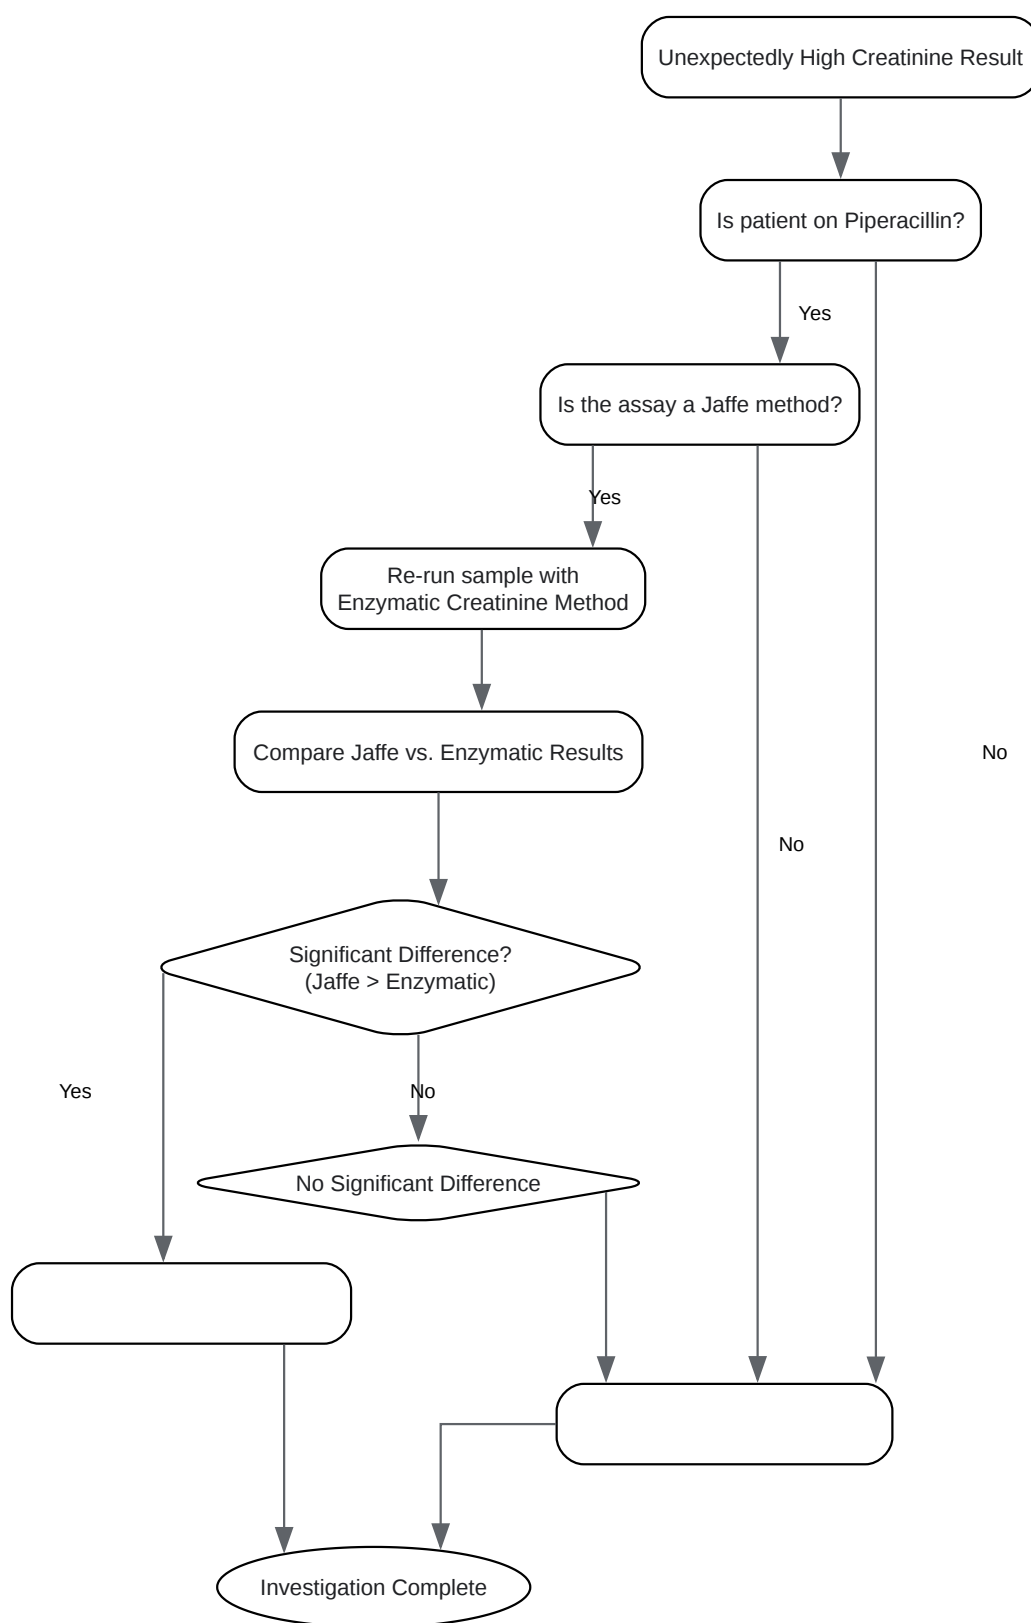 Unexpectedly High Creatinine Result
Is patient on Piperacillin?
Yes
Is the assay a Jaffe method?
Yes
Re-run sample with
Enzymatic Creatinine Method
Compare Jaffe vs. Enzymatic Results
No
No
Significant Difference?
(Jaffe > Enzymatic)
Yes
No
No Significant Difference
Investigation Complete